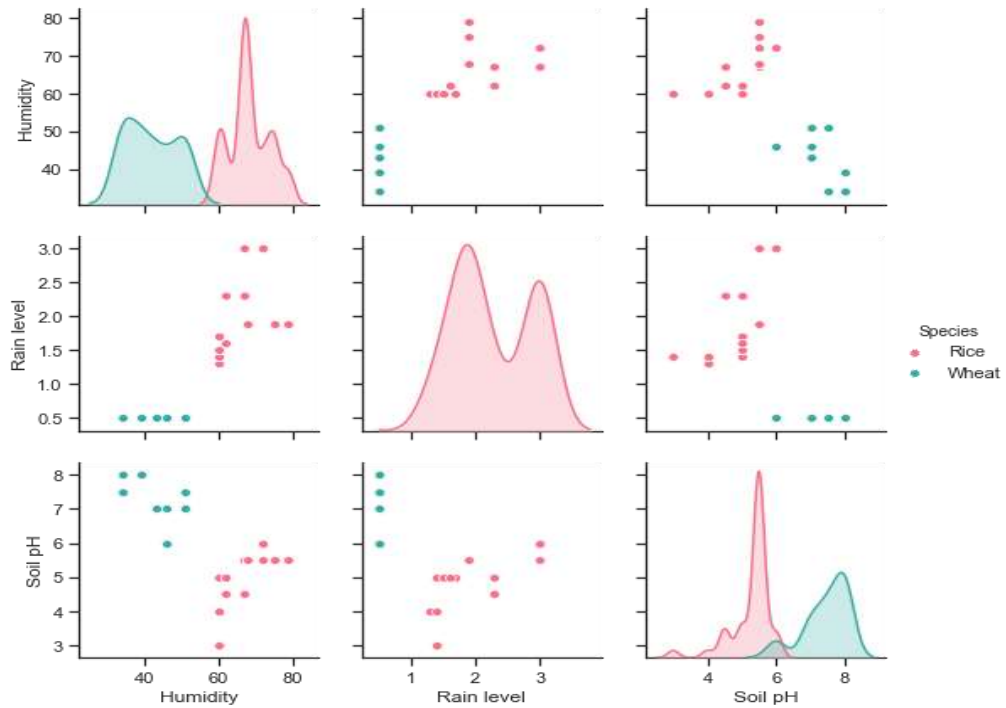 80
70
60
50
40
Humidity
3.0
2.5
2.0
1.5
1.0
0.5
Rain level
Species
Rice
Wheat
8
7
6
5
4
3
Soil pH
40 60 80
Humidity
1 2 3
Rain level
4 6 8
Soil pH